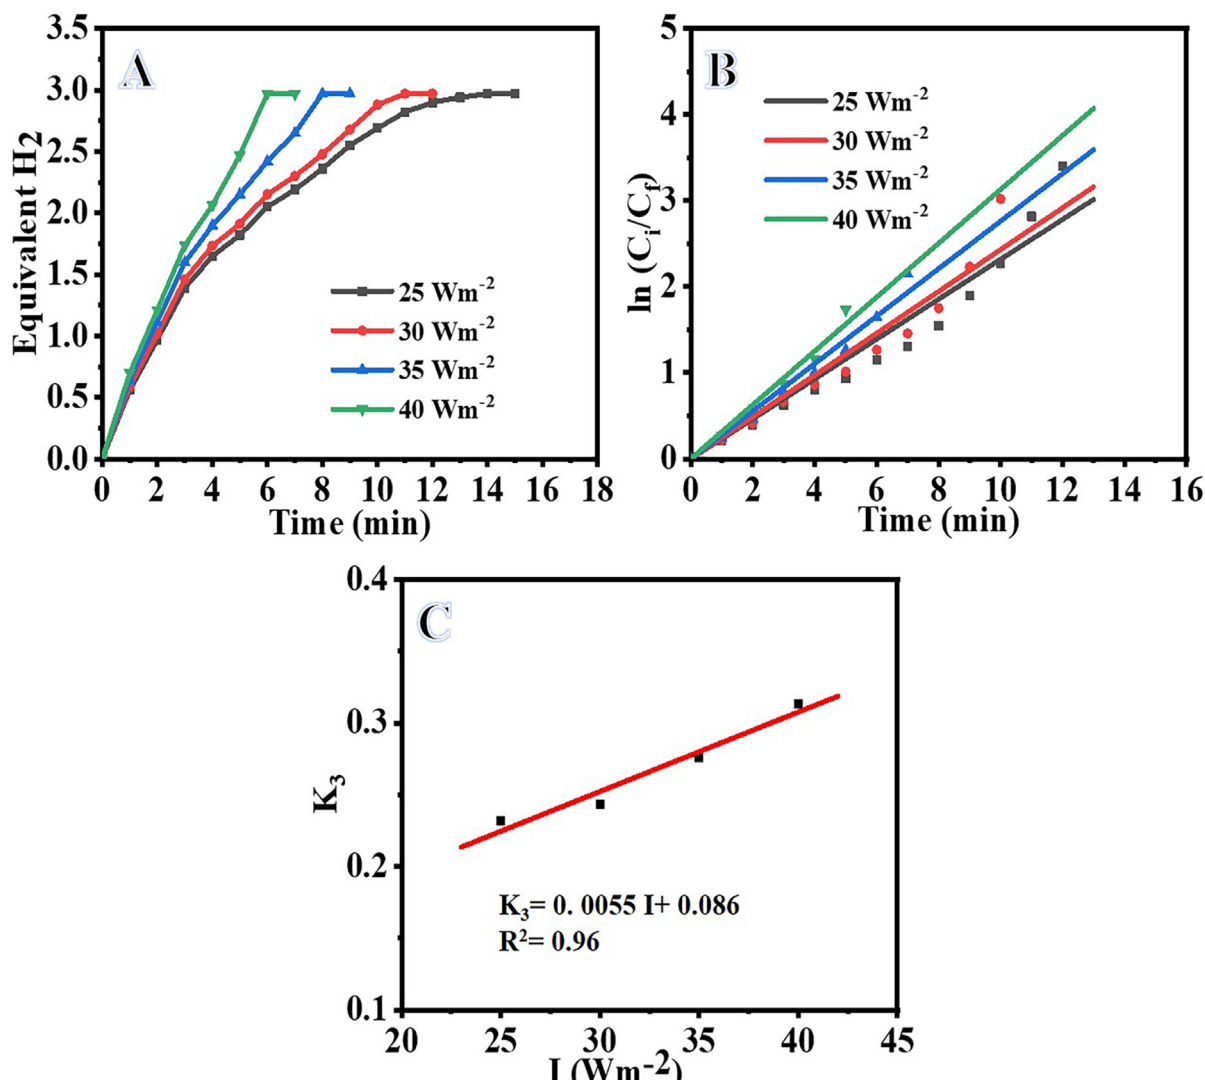 A
3.5
3.0
2.5
2.0
1.5
1.0
0.5
0.0
Equivalent H2
25 Wm-2
30 Wm-2
35 Wm-2
40 Wm-2
0 2 4 6 8 10 12 14 16 18
Time (min)
B
5
4
3
2
1
0
ln (Ci/Cf)
25 Wm-2
30 Wm-2
35 Wm-2
40 Wm-2
0 2 4 6 8 10 12 14 16
Time (min)
C
0.4
0.3
0.2
0.1
K3
K3= 0. 0055 I+ 0.086
R2= 0.96
20 25 30 35 40 45
I (Wm-2)